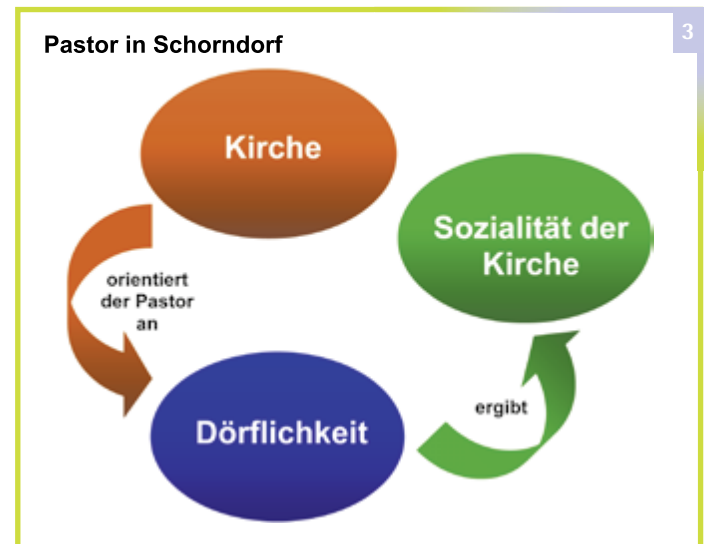 3
Pastor in Schorndorf
Kirche
orientiert
der Pastor
an
Dörflichkeit
ergibt
Sozialität der
Kirche